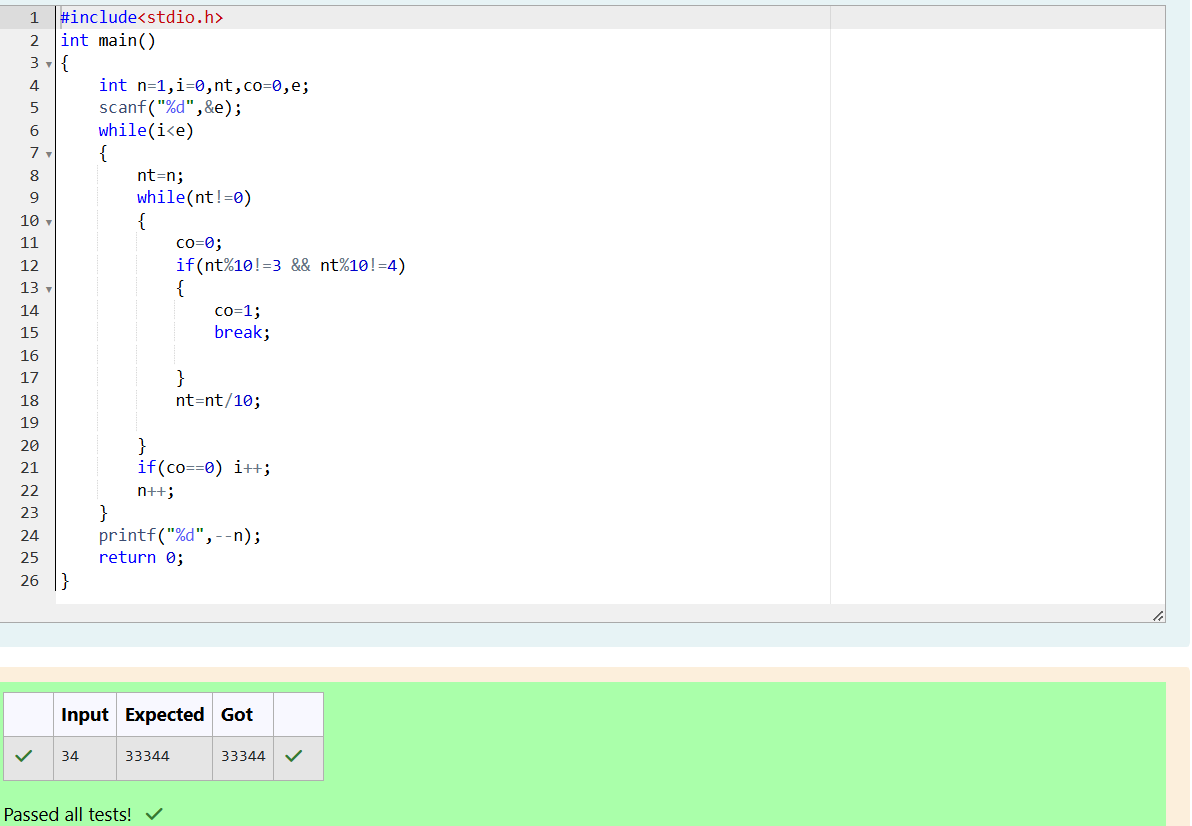 1 #include<stdio.h>
2 int main()
3 {
4     int n=1,i=0,nt,co=0,e;
5     scanf("%d",&e);
6     while(i<e)
7     {
8         nt=n;
9         while(nt!=0)
10         {
11             co=0;
12             if(nt%10!=3 && nt%10!=4)
13             {
14                 co=1;
15                 break;
16
17             }
18             nt=nt/10;
19
20         }
21         if(co==0) i++;
22         n++;
23     }
24     printf("%d",--n);
25     return 0;
26 }
Input Expected Got
34 33344 33344
Passed all tests!